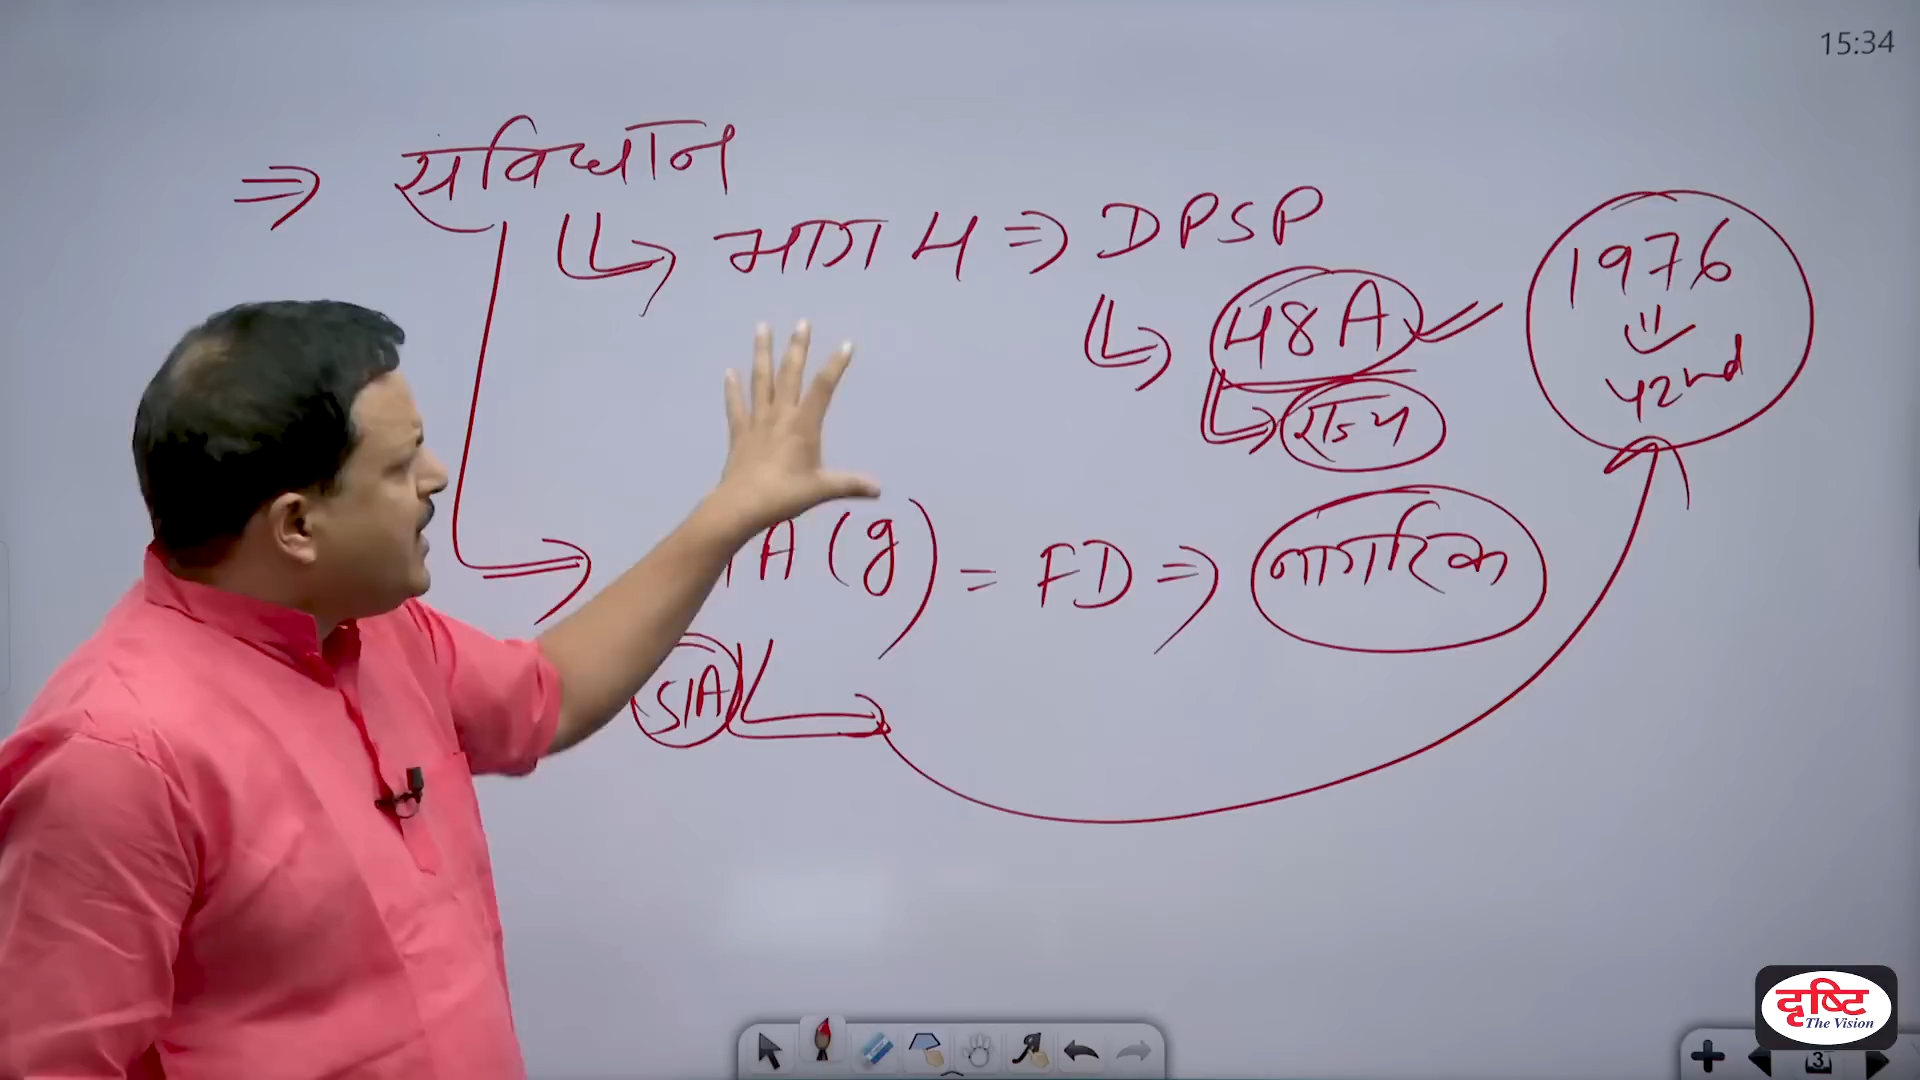 15:34
⇒ संविधान
भाग 4 ⇒ DPSP
1976
48A
42nd
राज्य
A (g) = FD ⇒ नागरिक
51A
दृष्टि
The Vision
3